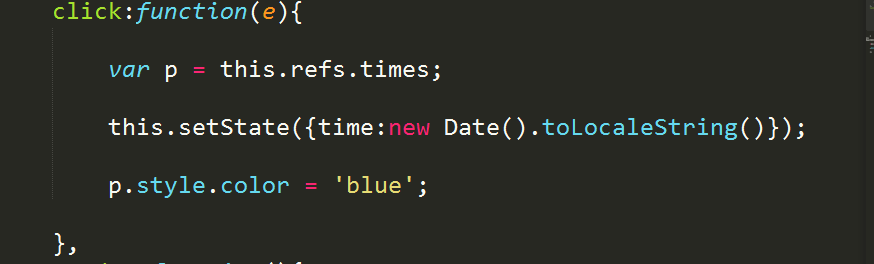 click:function(e){
var p = this.refs.times;
this.setState({time:new Date().toLocaleString()});
p.style.color = 'blue';
},